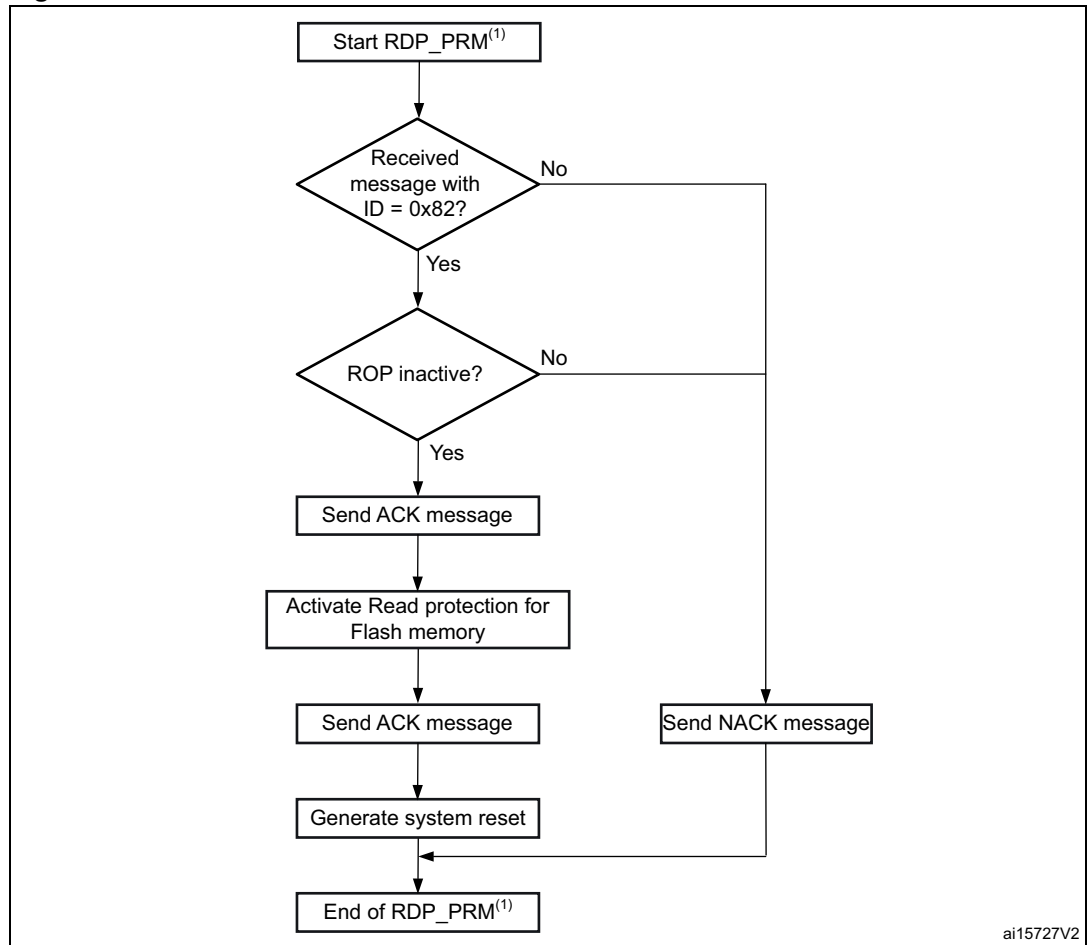 Start RDP_PRM(1)
Received
message with
ID = 0x82?
No
Yes
ROP inactive?
No
Yes
Send ACK message
Activate Read protection for
Flash memory
Send ACK message
Send NACK message
Generate system reset
End of RDP_PRM(1)
ai15727V2